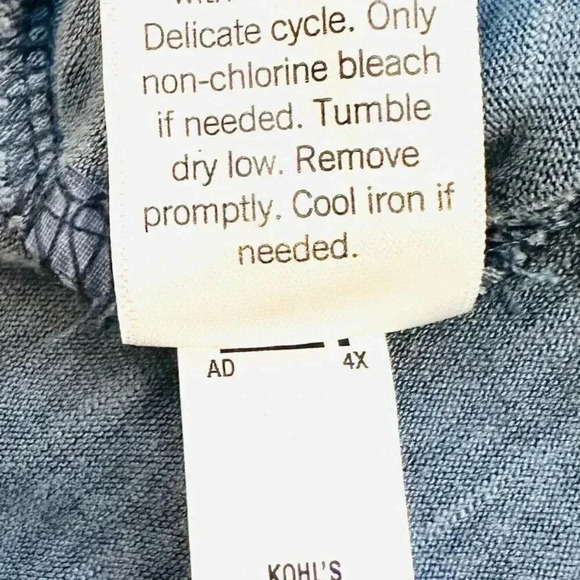 Delicate cycle. Only
non-chlorine bleach
if needed. Tumble
dry low. Remove
promptly. Cool iron if
needed.
AD 4X
KOHL'S